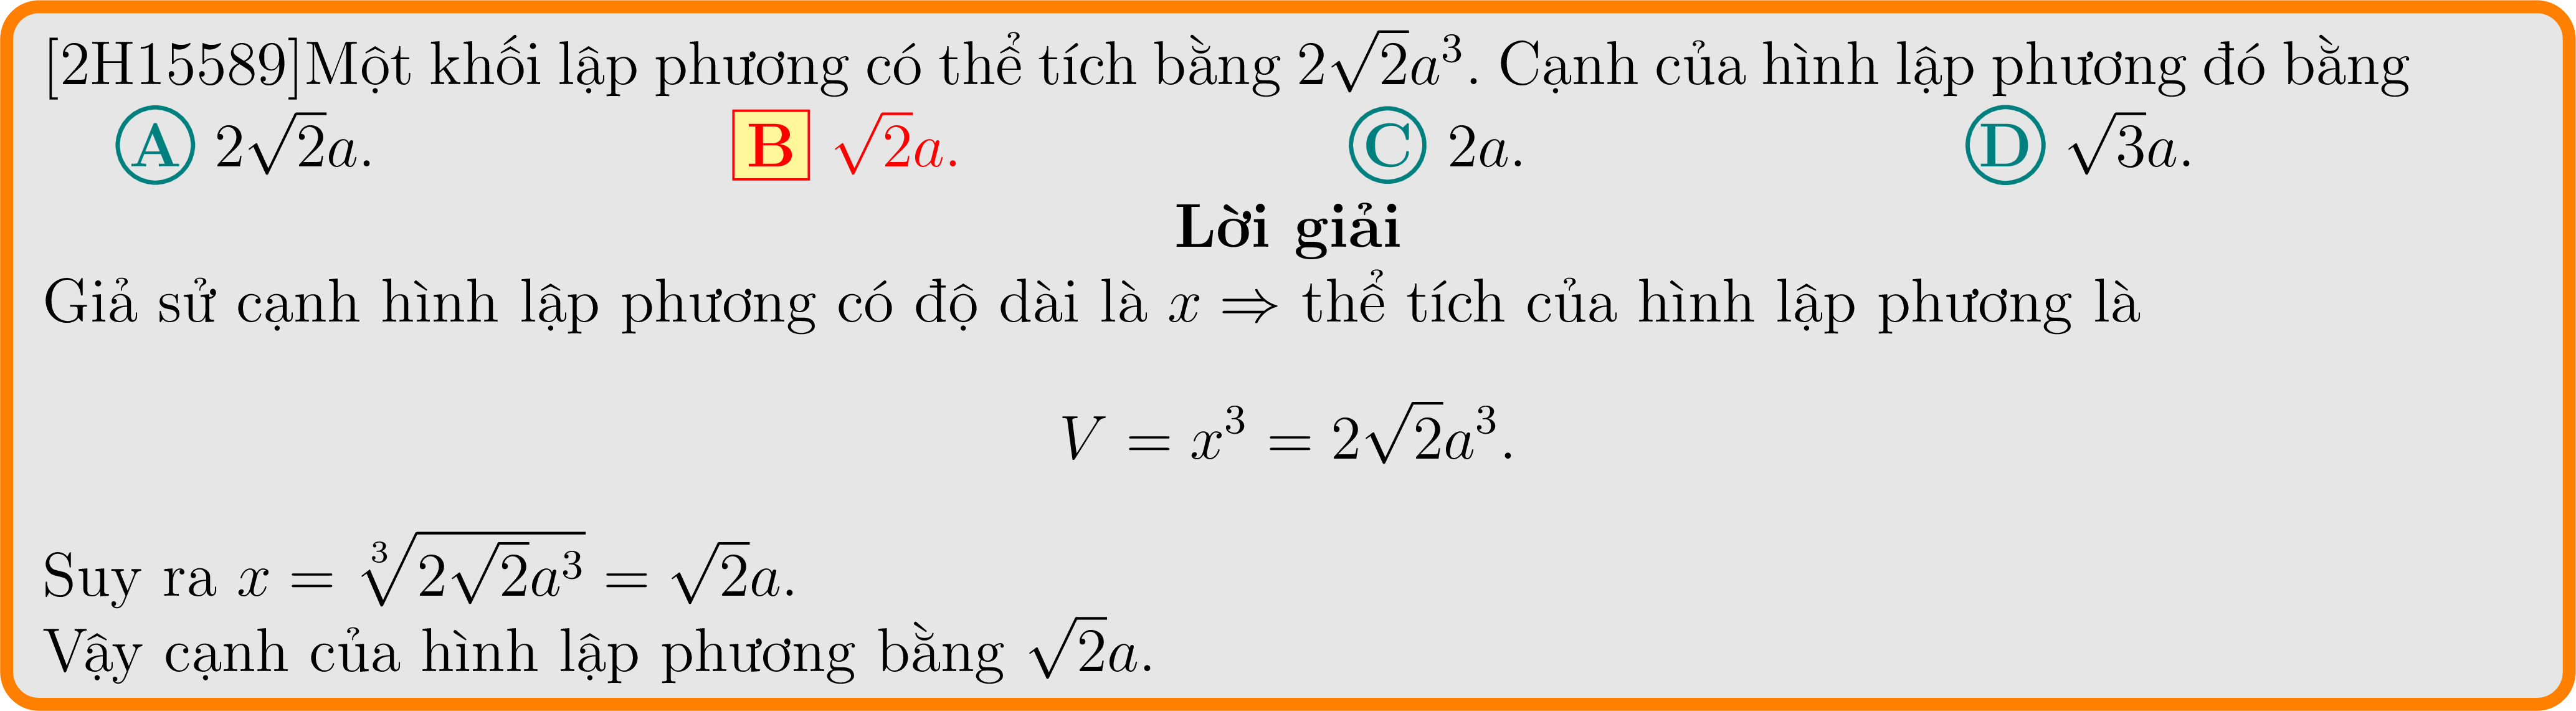 [2H15589]Một khối lập phương có thể tích bằng $2\sqrt{2}a^3$. Cạnh của hình lập phương đó bằng
A $2\sqrt{2}a$. B $\sqrt{2}a$. C $2a$. D $\sqrt{3}a$.
Lời giải
Giả sử cạnh hình lập phương có độ dài là $x \Rightarrow$ thể tích của hình lập phương là
$V = x^3 = 2\sqrt{2}a^3.$
Suy ra $x = \sqrt[3]{2\sqrt{2}a^3} = \sqrt{2}a$.
Vậy cạnh của hình lập phương bằng $\sqrt{2}a$.